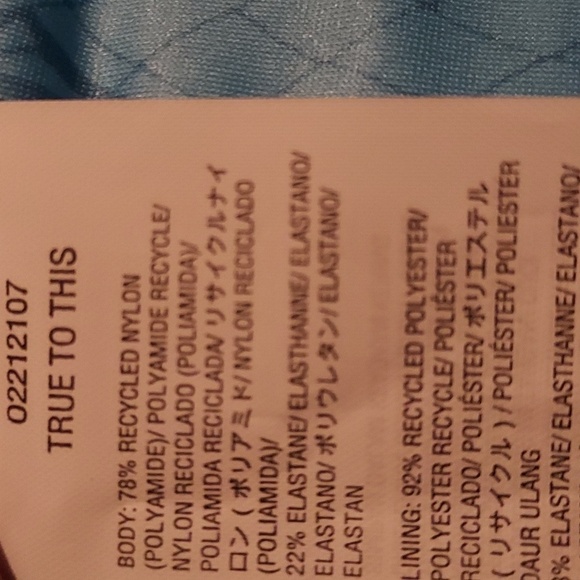 02212107
TRUE TO THIS
BODY: 78% RECYCLED NYLON
(POLYAMIDE)/ POLYAMIDE RECYCLE/
NYLON RECICLADO (POLIAMIDA)/
POLIAMIDA RECICLADA/ リサイクルナイ
ロン ( ポリアミド/ NYLON RECICLADO
(POLIAMIDA)/
22% ELASTANE/ ELASTHANNE/ ELASTANO/
ELASTANO/ ポリウレタン/ ELASTANO/
ELASTAN
LINING: 92% RECYCLED POLYESTER/
POLYESTER RECYCLE/ POLIÉSTER
RECICLADO/ POLIÉSTER/ ポリエステル
( リサイクル ) / POLIÉSTER/ POLIESTER
DAUR ULANG
% ELASTANE/ ELASTHANNE/ ELASTANO/